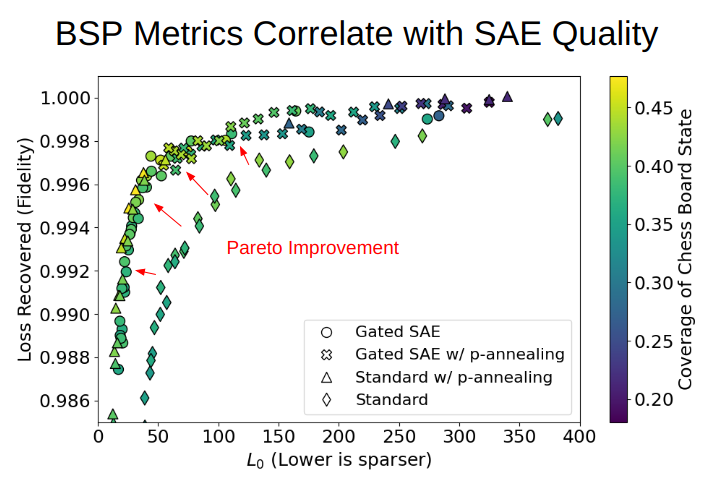 BSP Metrics Correlate with SAE Quality
1.000
0.998
0.996
0.994
0.992
0.990
0.988
0.986
Loss Recovered (Fidelity)
Pareto Improvement
Gated SAE
Gated SAE w/ p-annealing
Standard w/ p-annealing
Standard
0 50 100 150 200 250 300 350 400
L₀ (Lower is sparser)
0.45
0.40
0.35
0.30
0.25
0.20
Coverage of Chess Board State